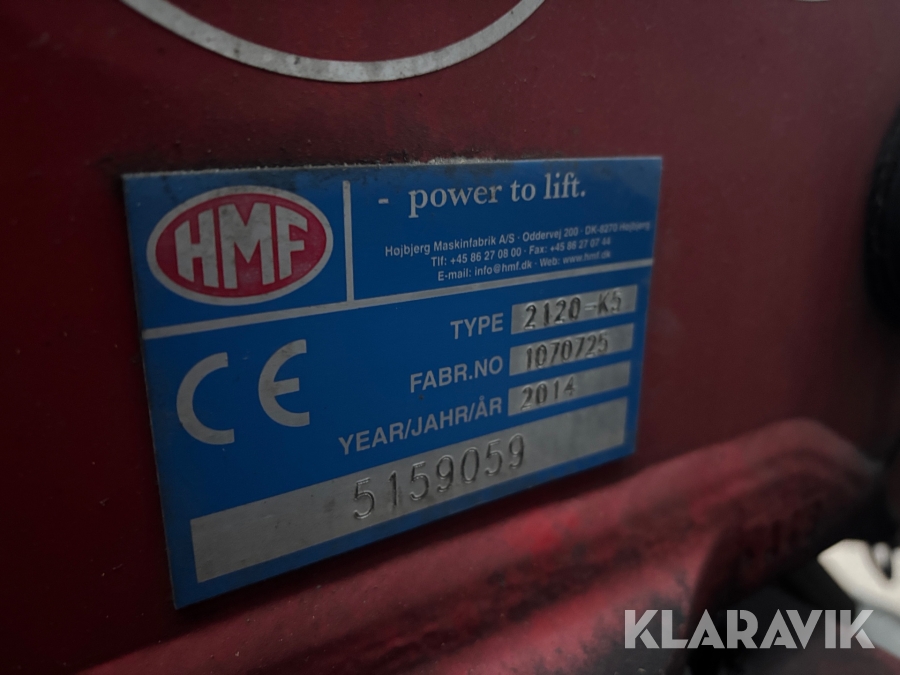 HMF
- power to lift.
Højbjerg Maskinfabrik A/S · Oddervej 200 · DK-8270 Højbjerg
Tlf: +45 86 27 08 00 · Fax: +45 86 27 07 44
E-mail: info@hmf.dk · Web: www.hmf.dk
CE
TYPE 2120-K5
FABR.NO 1070725
YEAR/JAHR/ÅR 2014
5159059
KLARAVIK